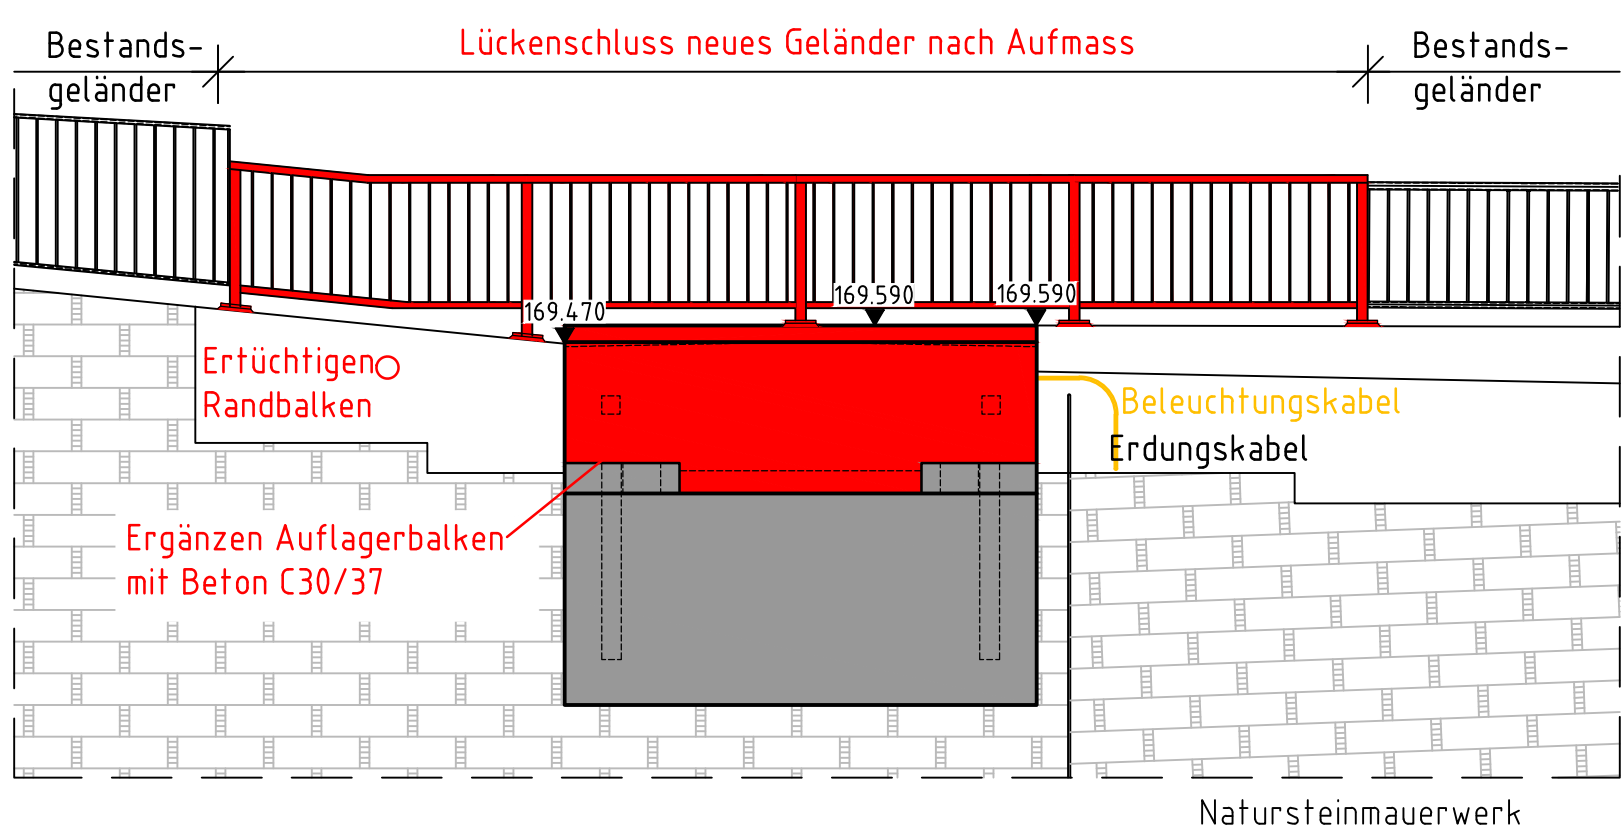 Bestands-
geländer
Lückenschluss neues Geländer nach Aufmass
Bestands-
geländer
169.470
169.590
169.590
Ertüchtigen
Randbalken
Beleuchtungskabel
Erdungskabel
Ergänzen Auflagerbalken
mit Beton C30/37
Natursteinmauerwerk